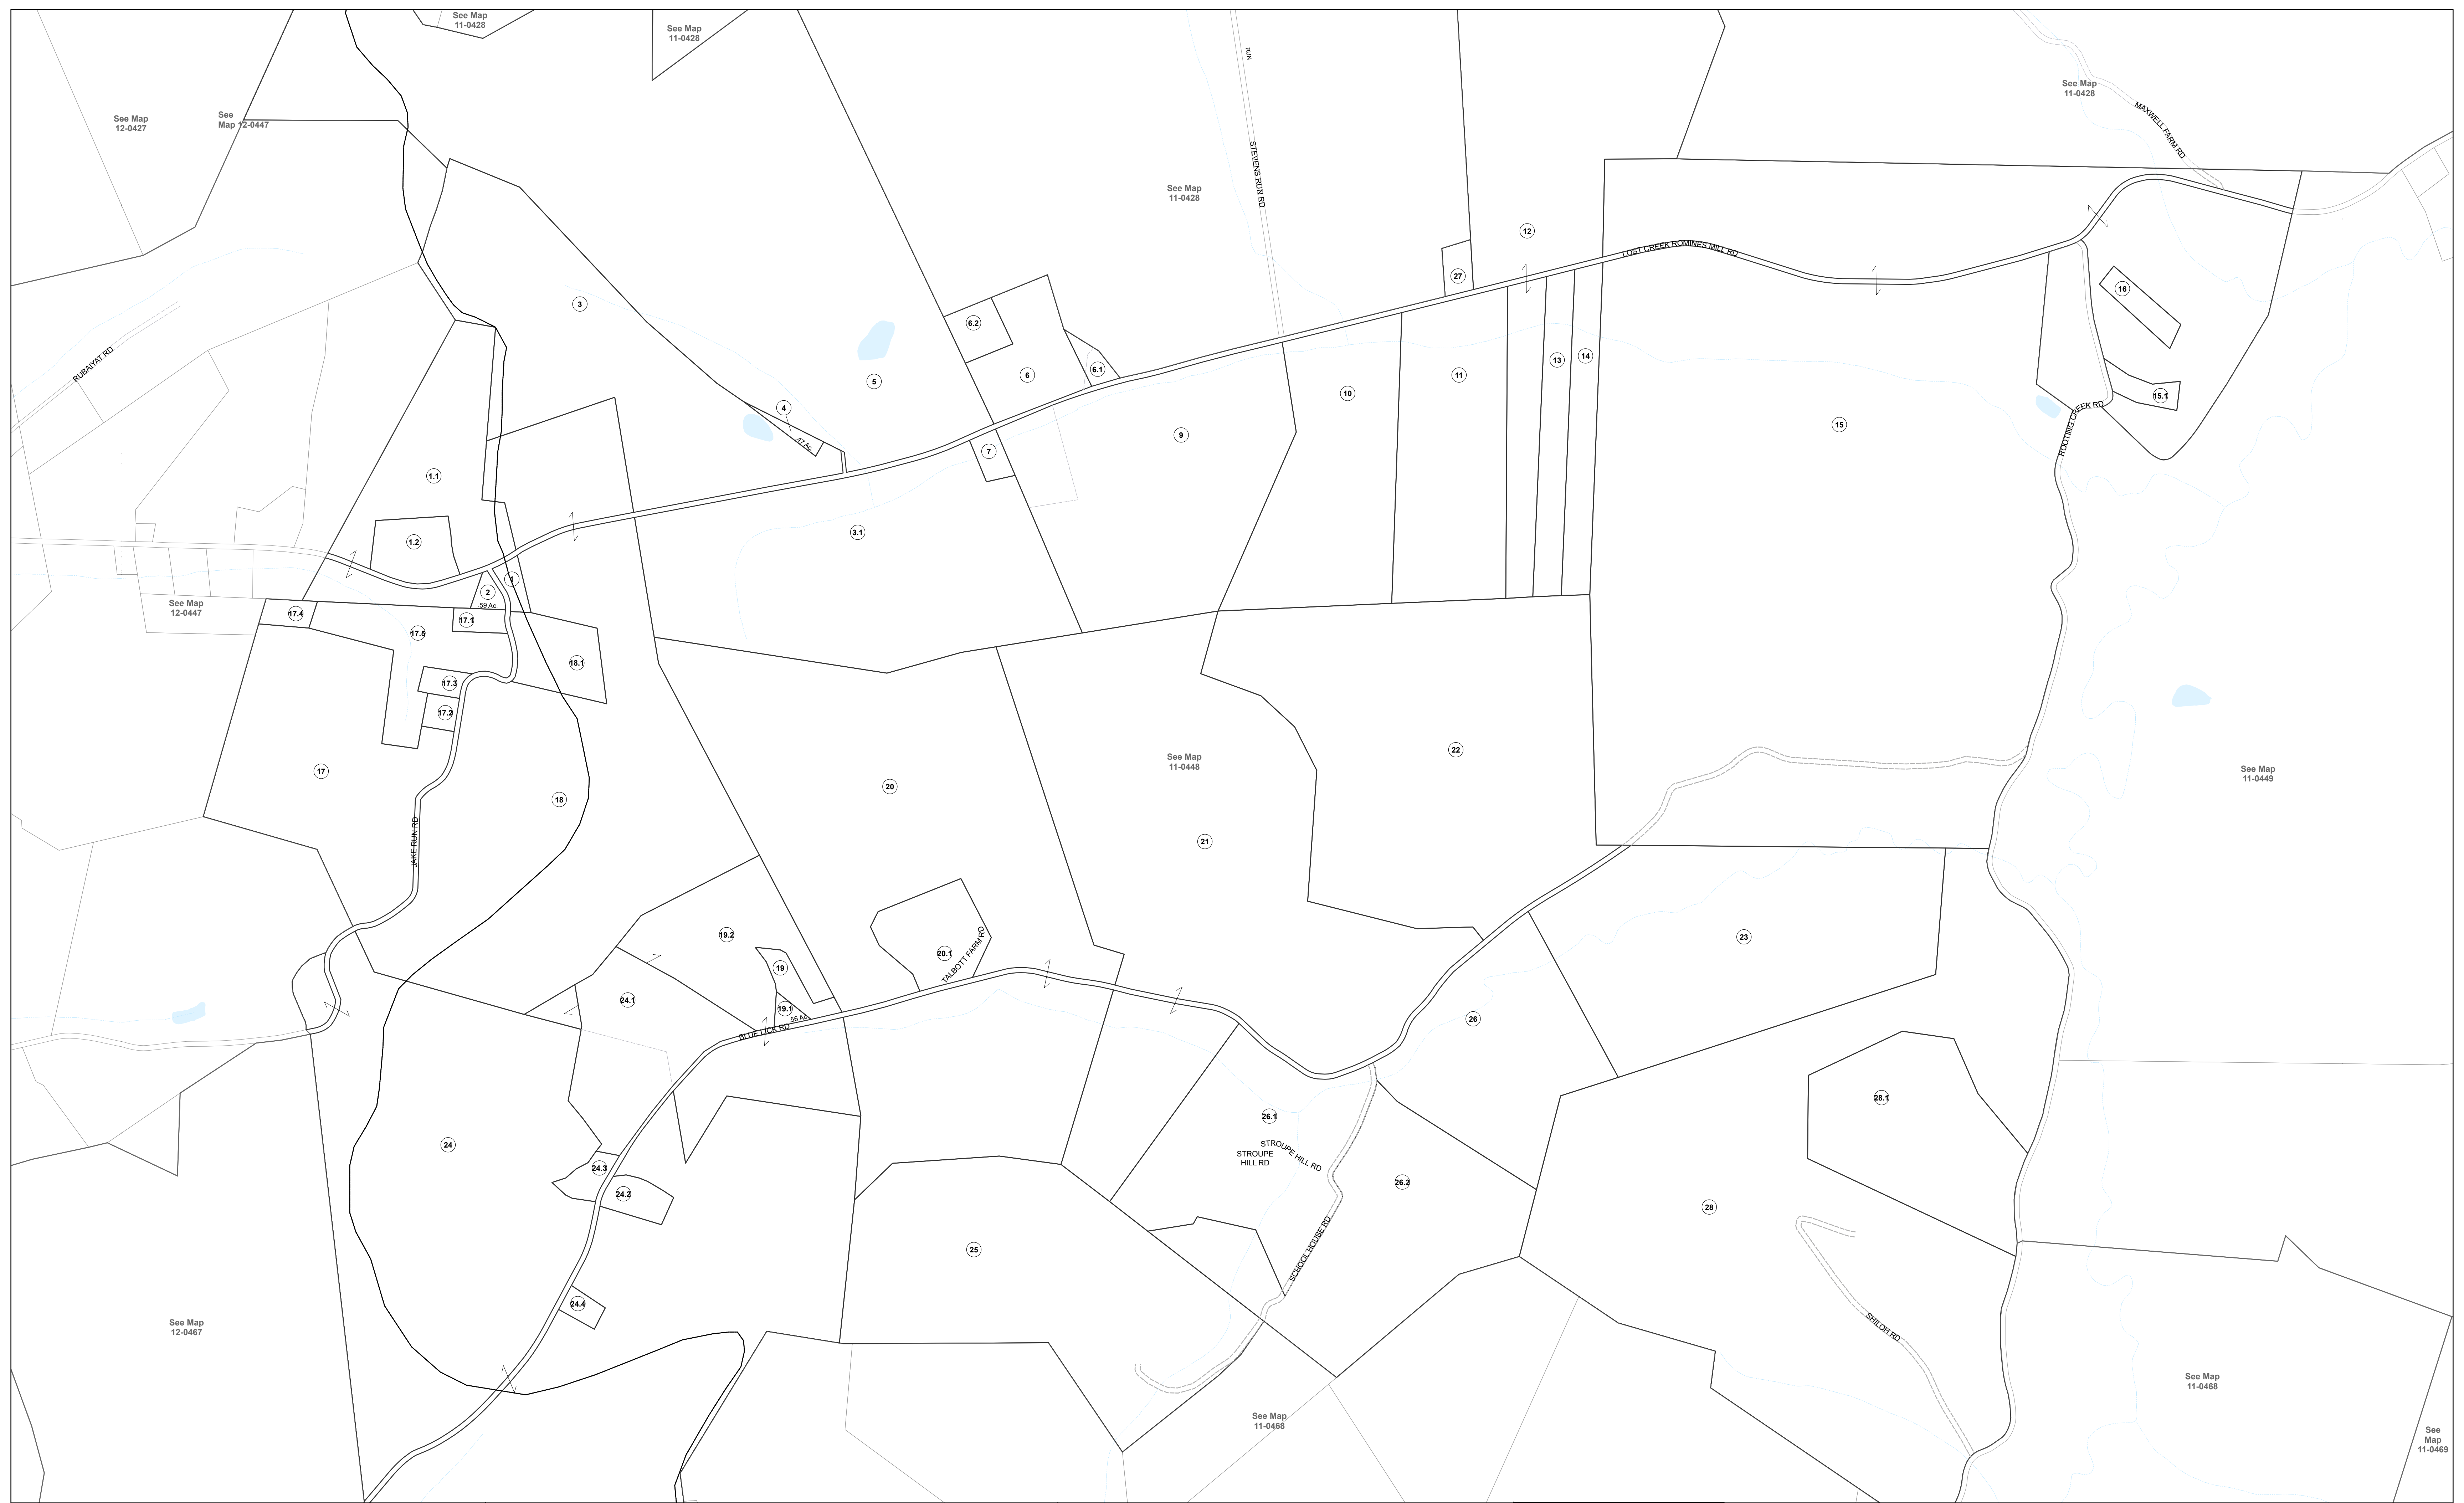 See Map
11-0428
See Map
11-0428
RUN
See Map
11-0428
MAXWELL FARM RD
See Map
12-0427
See
Map 12-0447
STEVENS RUN RD
See Map
11-0428
12
LOST CREEK ROMINES MILL RD
27
16
3
6.2
RUBAIYAT RD
13
14
6.1
6
11
5
10
15.1
4
47 Ac.
9
15
ROOTING CREEK RD
7
1.1
3.1
1.2
1
2
.59 Ac.
See Map
12-0447
17.4
17.1
17.5
18.1
17.3
17.2
22
See Map
11-0448
See Map
11-0449
17
20
18
JAKE RUN RD
21
19.2
23
20.1
TALBOTT FARM RD
19
24.1
19.1
.56 Ac.
BLUE LICK RD
26
28.1
26.1
24
STROUPE HILL RD
STROUPE
HILL RD
24.3
26.2
24.2
28
25
SCHOOL HOUSE RD
24.4
See Map
12-0467
SHILOH RD
See Map
11-0468
See Map
11-0468
See
Map
11-0469